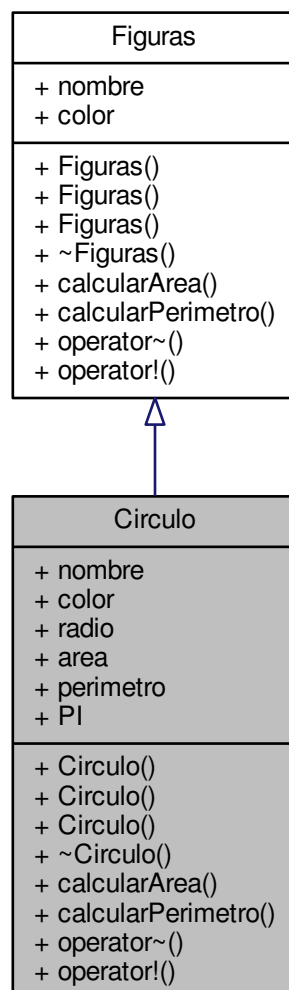 Figuras
+ nombre
+ color
+ Figuras()
+ Figuras()
+ Figuras()
+ ~Figuras()
+ calcularArea()
+ calcularPerimetro()
+ operator~()
+ operator!()
Circulo
+ nombre
+ color
+ radio
+ area
+ perimetro
+ PI
+ Circulo()
+ Circulo()
+ Circulo()
+ ~Circulo()
+ calcularArea()
+ calcularPerimetro()
+ operator~()
+ operator!()